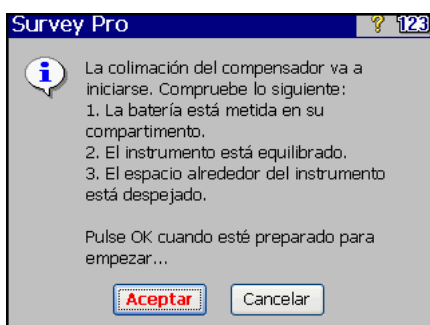 Survey Pro
? 123
La colimación del compensador va a
iniciarse. Compruebe lo siguiente:
1. La batería está metida en su
compartimento.
2. El instrumento está equilibrado.
3. El espacio alrededor del instrumento
está despejado.
Pulse OK cuando esté preparado para
empezar...
Aceptar Cancelar